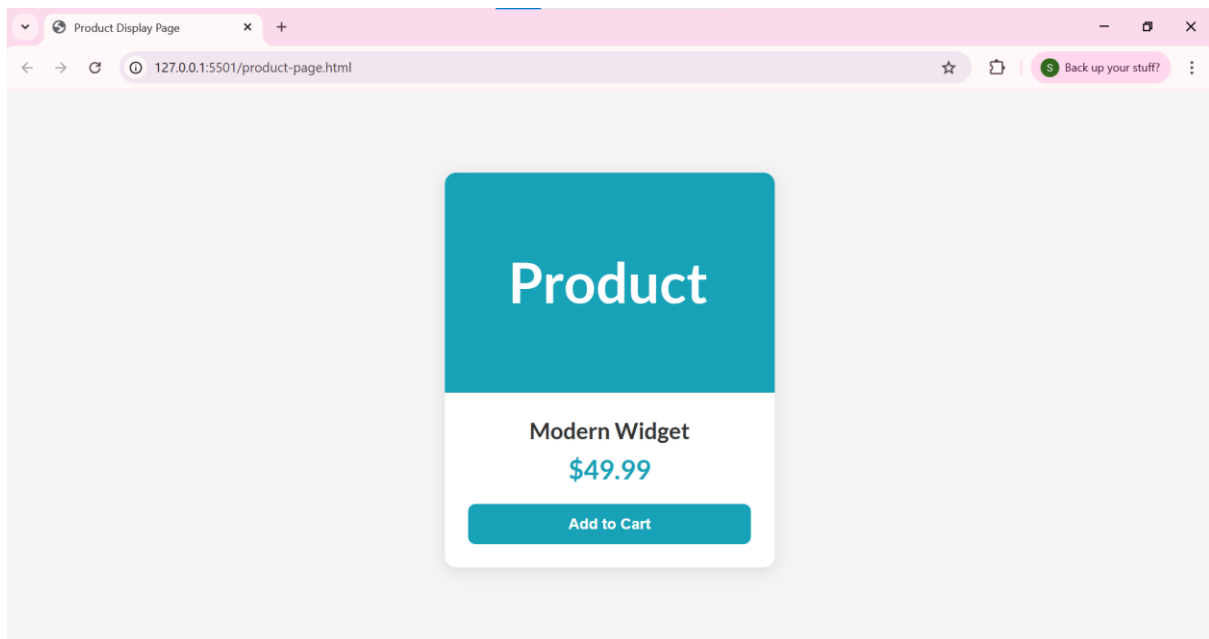 Product Display Page
127.0.0.1:5501/product-page.html
S
Back up your stuff?
Product
Modern Widget
$49.99
Add to Cart